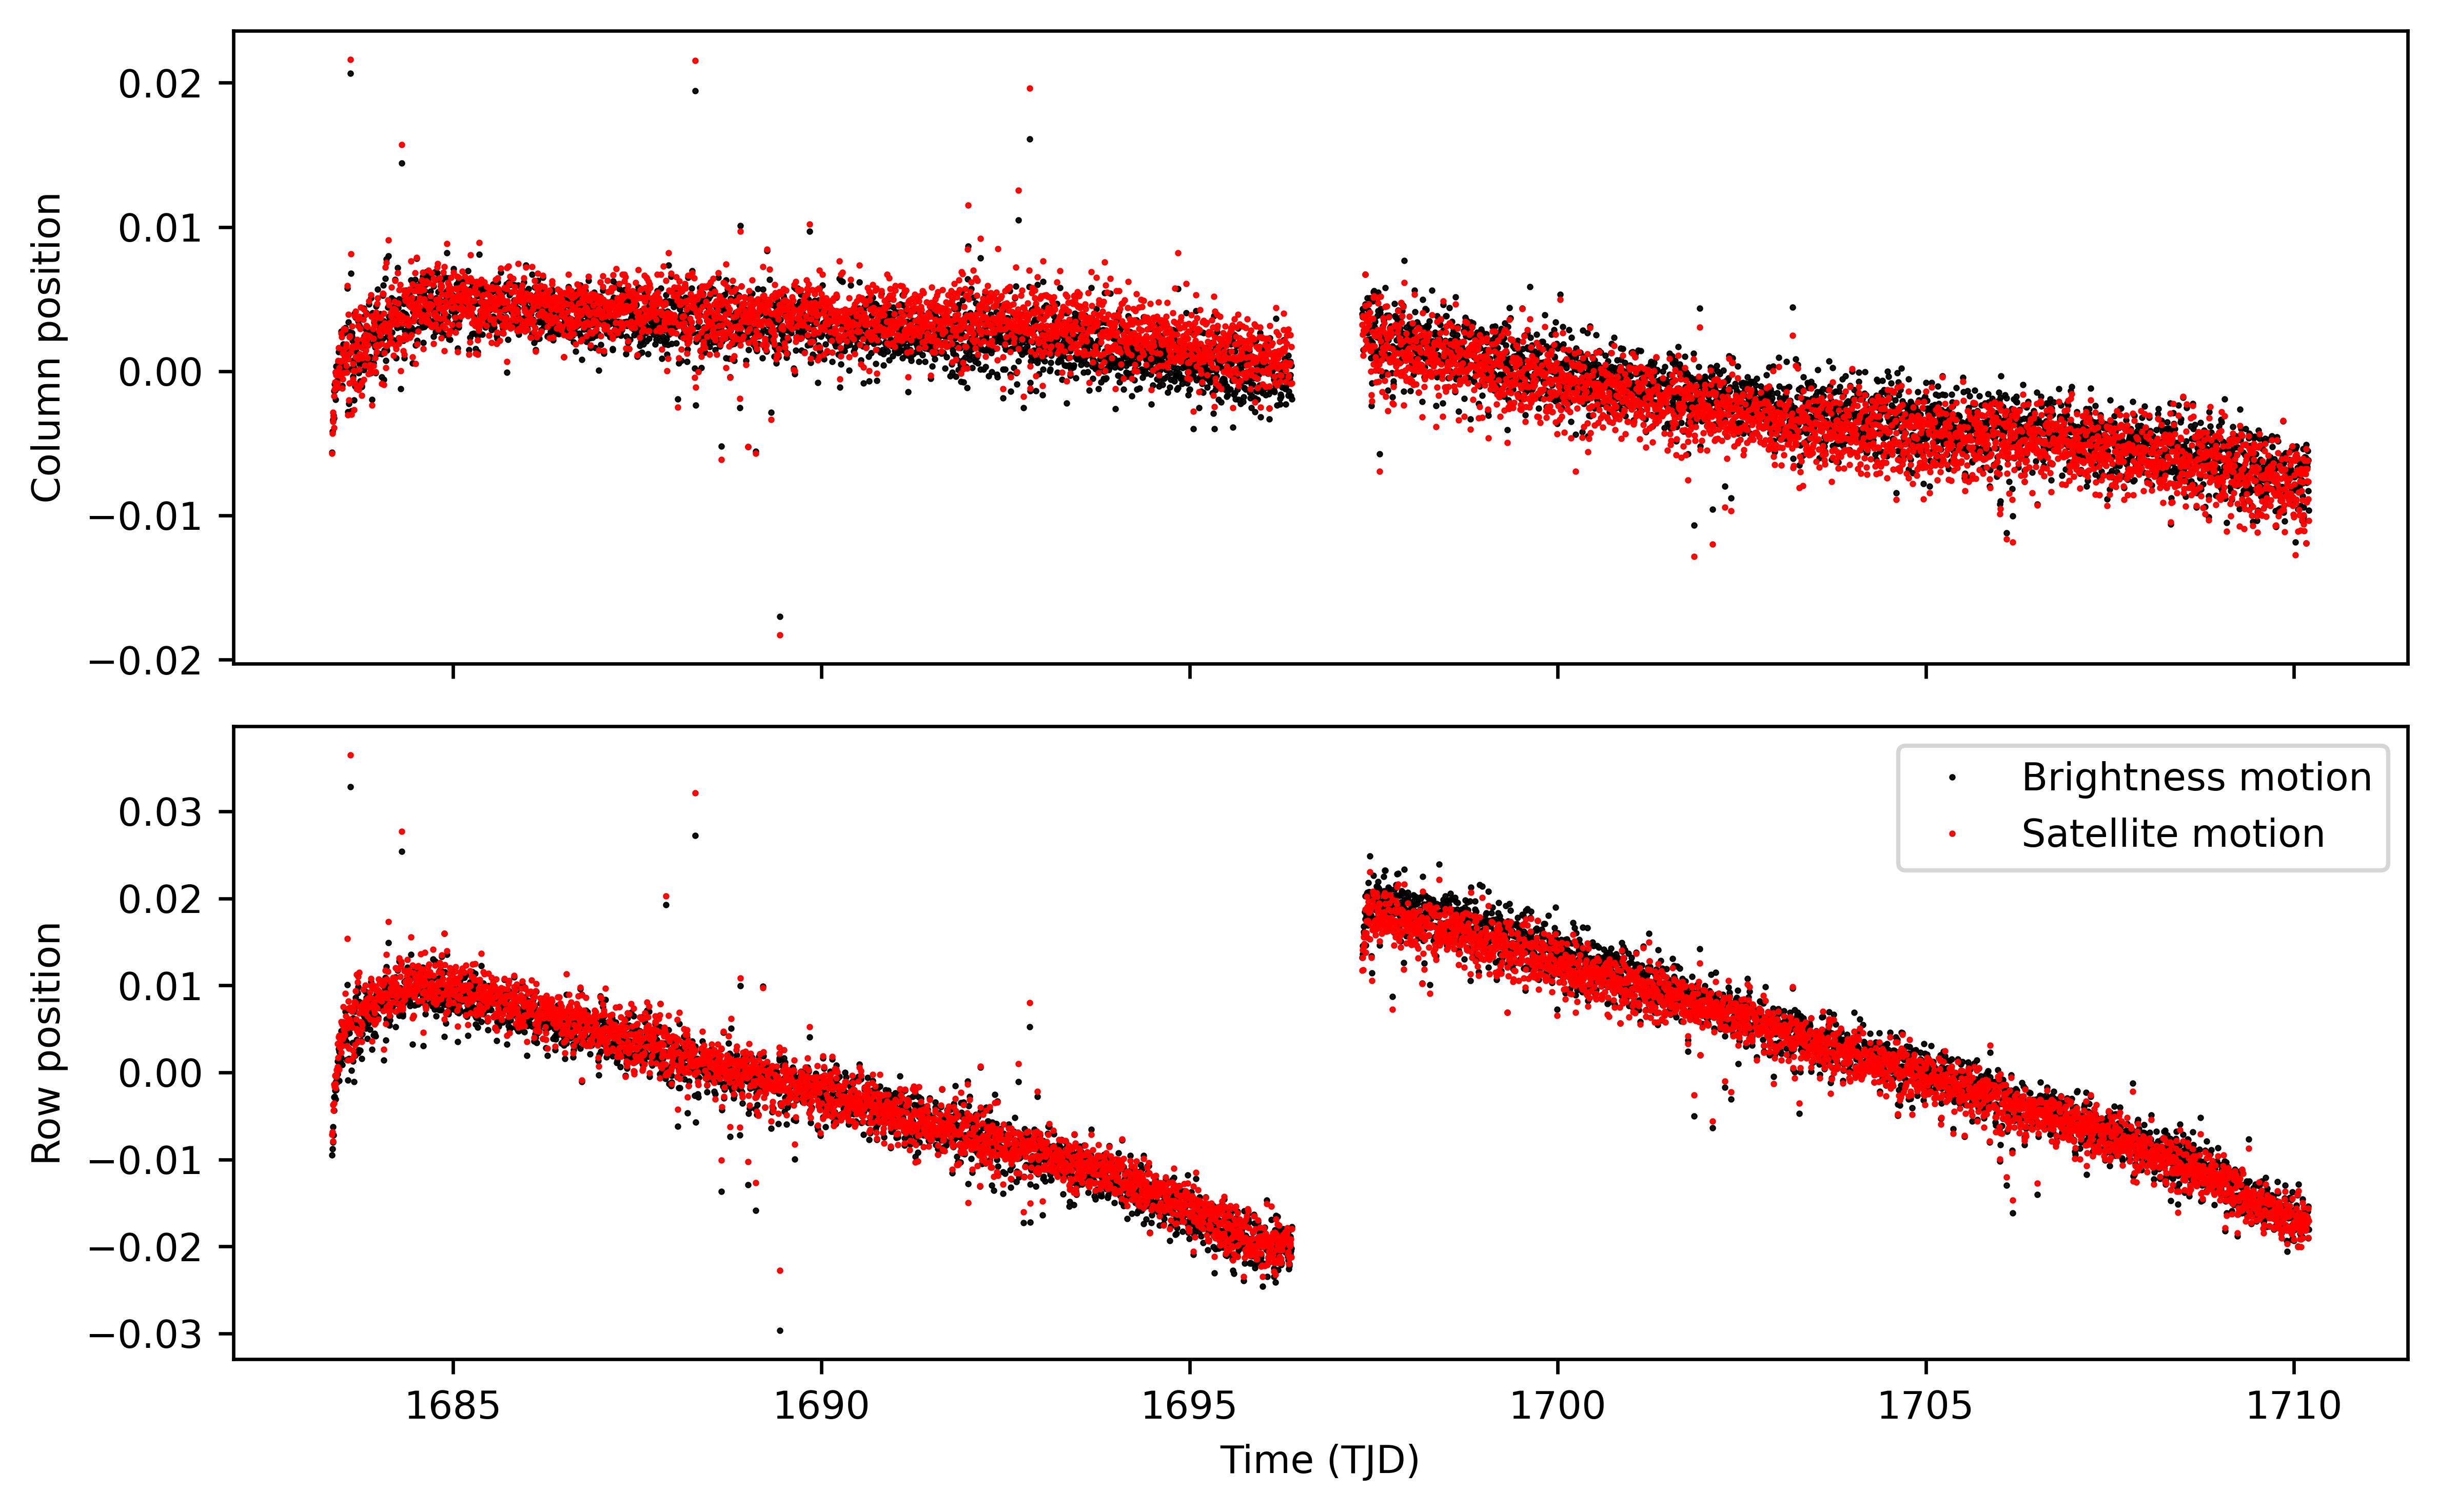 0.02
0.01
0.00
−0.01
−0.02
Column position
0.03
0.02
0.01
0.00
−0.01
−0.02
−0.03
Row position
Brightness motion
Satellite motion
1685 1690 1695 1700 1705 1710
Time (TJD)